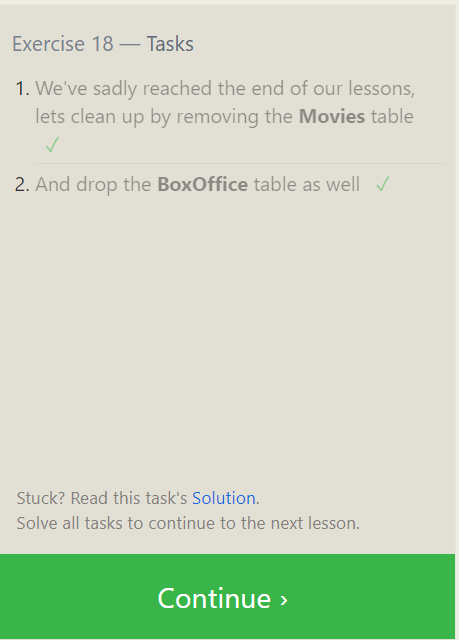 Exercise 18 — Tasks
1. We've sadly reached the end of our lessons,
lets clean up by removing the Movies table
✓
2. And drop the BoxOffice table as well ✓
Stuck? Read this task's Solution.
Solve all tasks to continue to the next lesson.
Continue ›